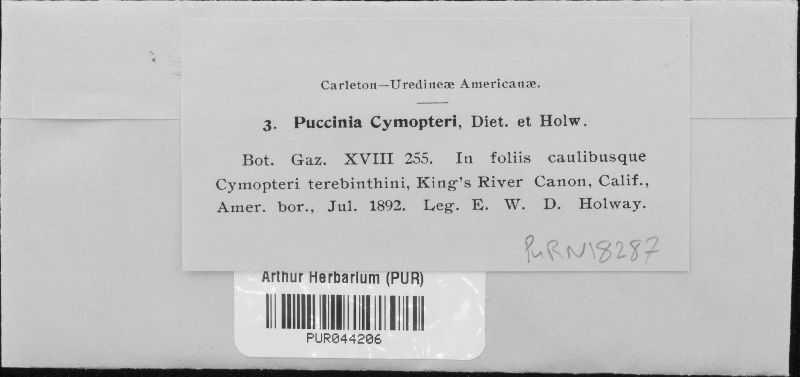 Carleton—Uredineæ Americanæ.
3. Puccinia Cymopteri, Diet. et Holw.
Bot. Gaz. XVIII 255. In foliis caulibusque
Cymopteri terebinthini, King's River Canon, Calif.,
Amer. bor., Jul. 1892. Leg. E. W. D. Holway.
PuRN18287
Arthur Herbarium (PUR)
PUR044206